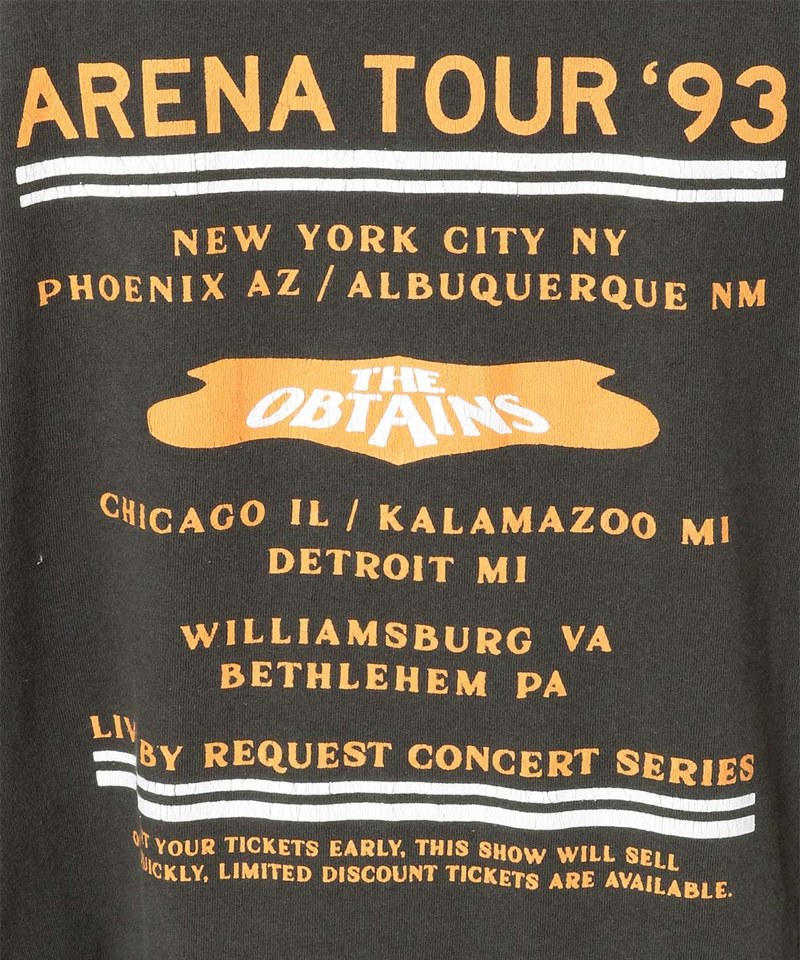 ARENA TOUR ‘93
NEW YORK CITY NY
PHOENIX AZ / ALBUQUERQUE NM
THE
OBTAINS
CHICAGO IL / KALAMAZOO MI
DETROIT MI
WILLIAMSBURG VA
BETHLEHEM PA
BY REQUEST CONCERT SERIES
YOUR TICKETS EARLY, THIS SHOW WILL SELL
LIMITED DISCOUNT TICKETS ARE AVAILABLE.